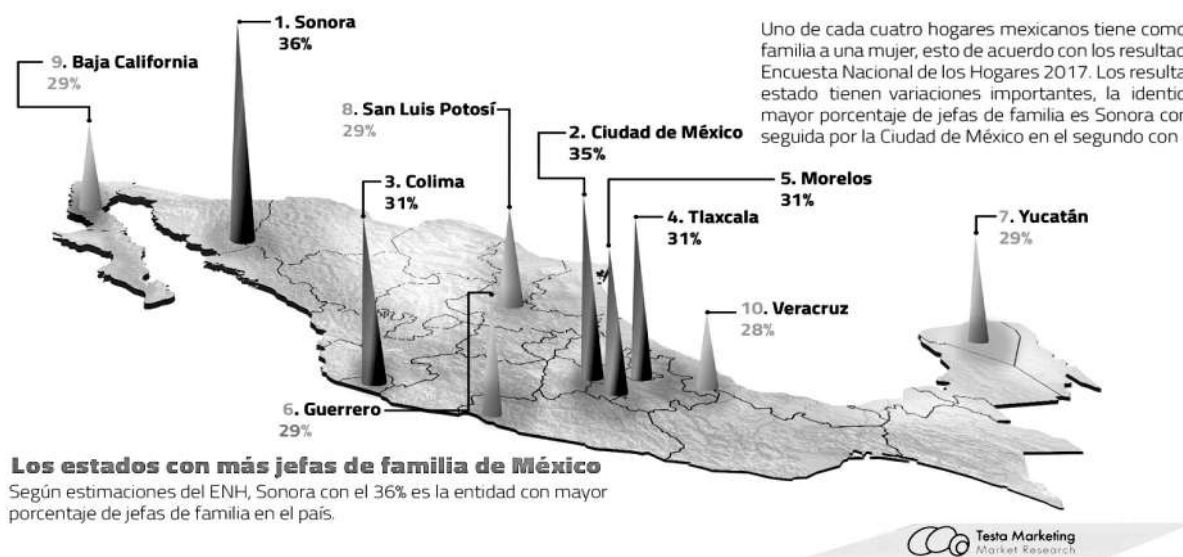 1. Sonora
36%
9. Baja California
29%
8. San Luis Potosí
29%
2. Ciudad de México
35%
3. Colima
31%
5. Morelos
31%
4. Tlaxcala
31%
7. Yucatán
29%
10. Veracruz
28%
6. Guerrero
29%
Uno de cada cuatro hogares mexicanos tiene como
familia a una mujer, esto de acuerdo con los resultad
Encuesta Nacional de los Hogares 2017. Los resulta
estado tienen variaciones importantes, la identid
mayor porcentaje de jefas de familia es Sonora con
seguida por la Ciudad de México en el segundo con
Los estados con más jefas de familia de México
Según estimaciones del ENH, Sonora con el 36% es la entidad con mayor
porcentaje de jefas de familia en el país.
Testa Marketing
Market Research